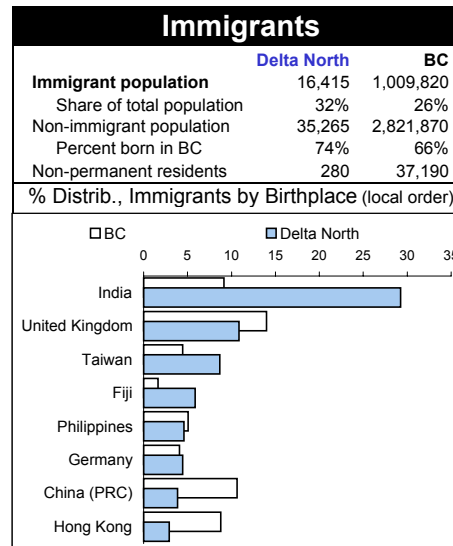 Immigrants
Delta North BC
Immigrant population 16,415 1,009,820
Share of total population 32% 26%
Non-immigrant population 35,265 2,821,870
Percent born in BC 74% 66%
Non-permanent residents 280 37,190
% Distrib., Immigrants by Birthplace (local order)
BC Delta North
0 5 10 15 20 25 30 35
India
United Kingdom
Taiwan
Fiji
Philippines
Germany
China (PRC)
Hong Kong